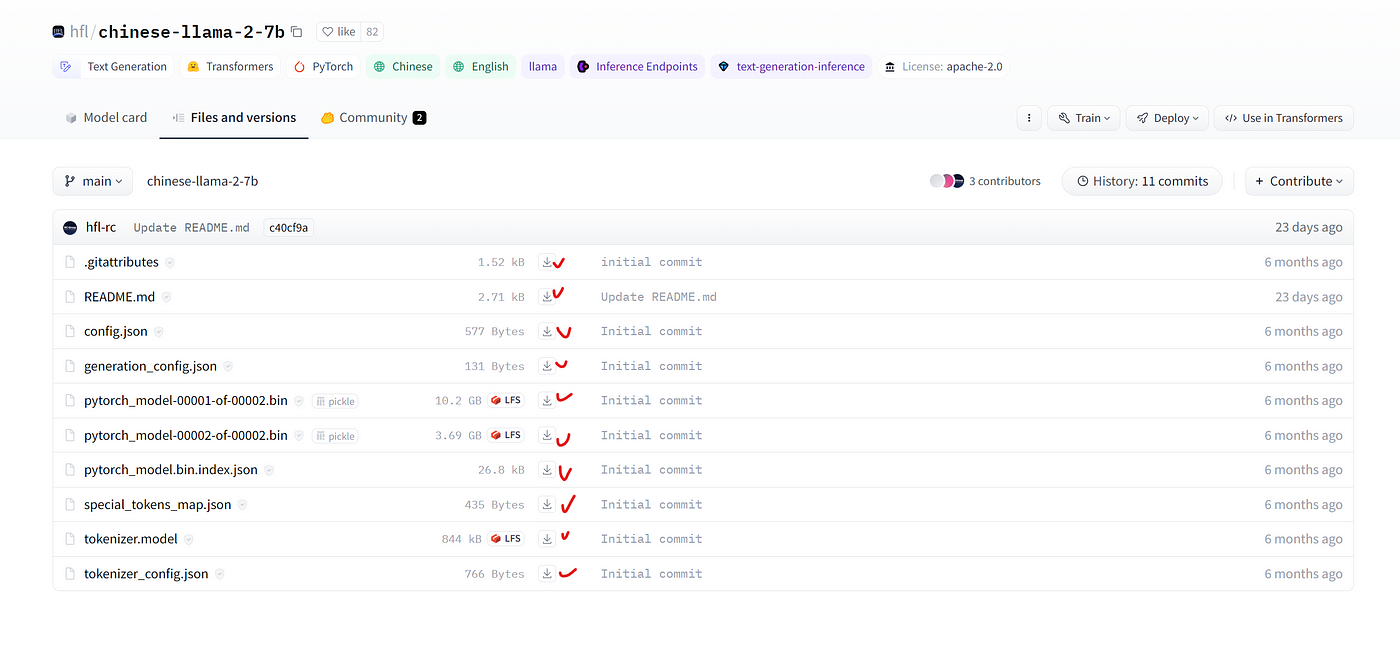 hfl/chinese-llama-2-7b like 82
Text Generation Transformers PyTorch Chinese English llama Inference Endpoints text-generation-inference License: apache-2.0
Model card Files and versions Community 2 Train Deploy </> Use in Transformers
main chinese-llama-2-7b 3 contributors History: 11 commits + Contribute
hfl-rc Update README.md c40cf9a 23 days ago
.gitattributes 1.52 kB initial commit 6 months ago
README.md 2.71 kB Update README.md 23 days ago
config.json 577 Bytes Initial commit 6 months ago
generation_config.json 131 Bytes Initial commit 6 months ago
pytorch_model-00001-of-00002.bin pickle 10.2 GB LFS Initial commit 6 months ago
pytorch_model-00002-of-00002.bin pickle 3.69 GB LFS Initial commit 6 months ago
pytorch_model.bin.index.json 26.8 kB Initial commit 6 months ago
special_tokens_map.json 435 Bytes Initial commit 6 months ago
tokenizer.model 844 kB LFS Initial commit 6 months ago
tokenizer_config.json 766 Bytes Initial commit 6 months ago